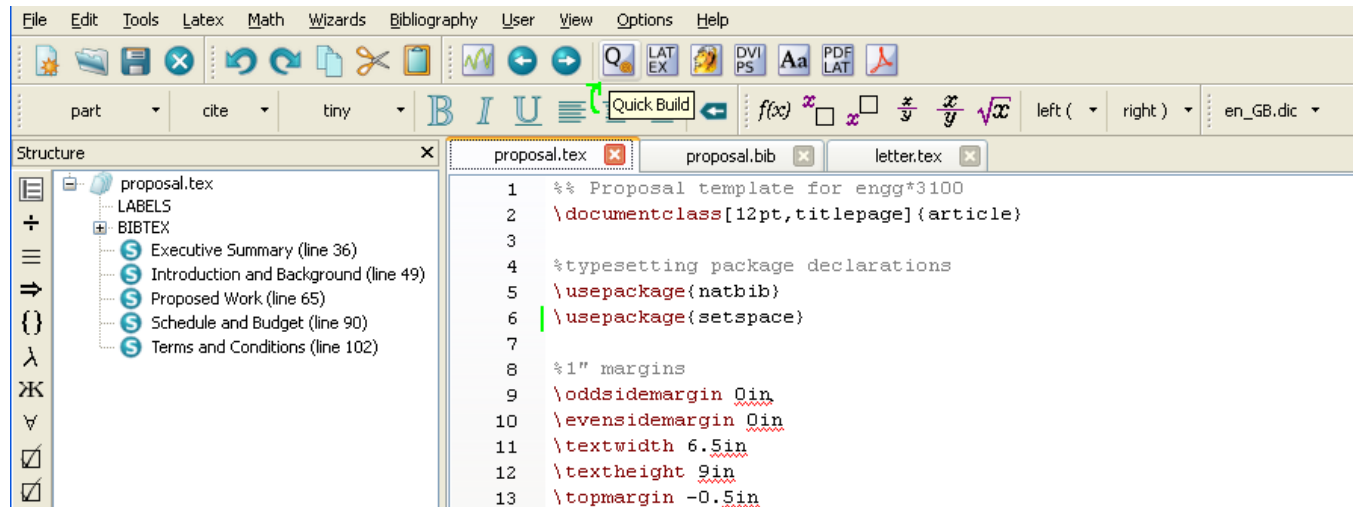 File Edit Tools Latex Math Wizards Bibliography User View Options Help
Q LAT EX DVI PS Aa PDF LAT
part cite tiny B I U Quick Build f(x) x x x y x y √x left ( right ) en_GB.dic
Structure proposal.tex proposal.bib letter.tex
proposal.tex
LABELS
BIBTEX
S Executive Summary (line 36)
S Introduction and Background (line 49)
S Proposed Work (line 65)
S Schedule and Budget (line 90)
S Terms and Conditions (line 102)
÷
≡
⇒
{}
λ
Ж
∀
1 %% Proposal template for engg*3100
2 \documentclass[12pt,titlepage]{article}
3
4 %typesetting package declarations
5 \usepackage{natbib}
6 \usepackage{setspace}
7
8 %1" margins
9 \oddsidemargin 0in
10 \evensidemargin 0in
11 \textwidth 6.5in
12 \textheight 9in
13 \topmargin -0.5in